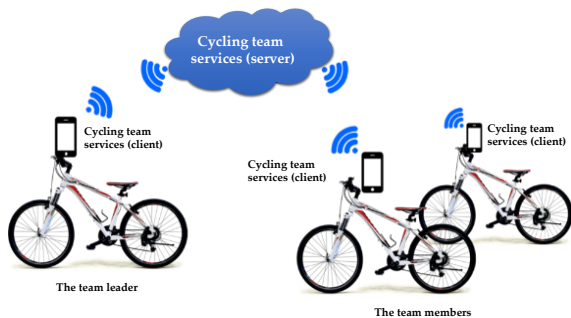 Cycling team
services (server)
Cycling team
services (client)
Cycling team
services (client)
Cycling team
services (client)
The team leader
The team members